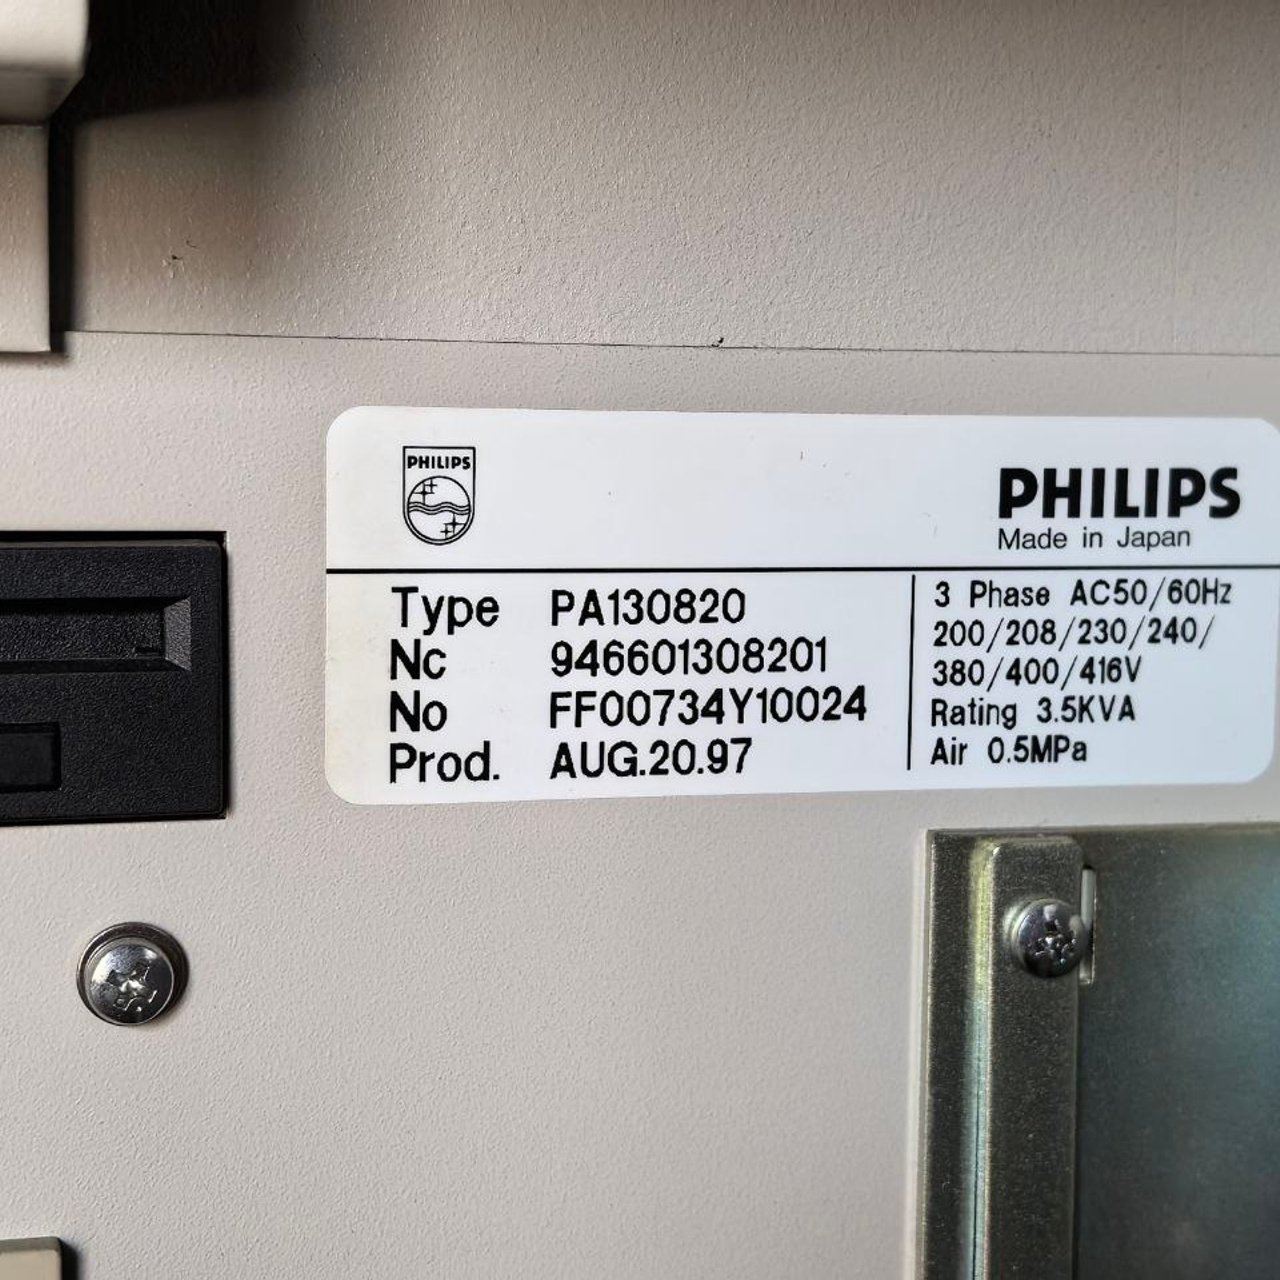 PHILIPS
PHILIPS
Made in Japan
Type PA130820
Nc 946601308201
No FF00734Y10024
Prod. AUG.20.97
3 Phase AC50/60Hz
200/208/230/240/
380/400/416V
Rating 3.5KVA
Air 0.5MPa